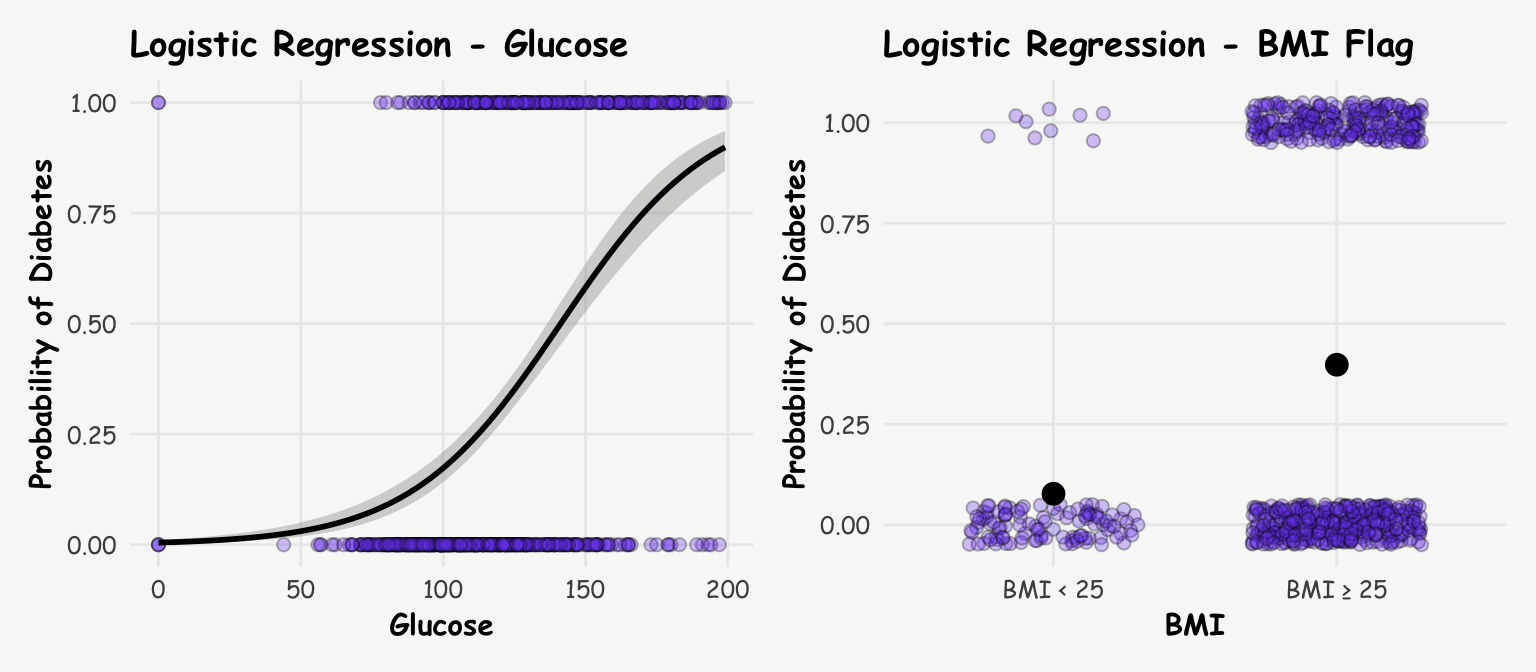 Logistic Regression - Glucose
Probability of Diabetes
1.00
0.75
0.50
0.25
0.00
0 50 100 150 200
Glucose
Logistic Regression - BMI Flag
Probability of Diabetes
1.00
0.75
0.50
0.25
0.00
BMI < 25 BMI ≥ 25
BMI